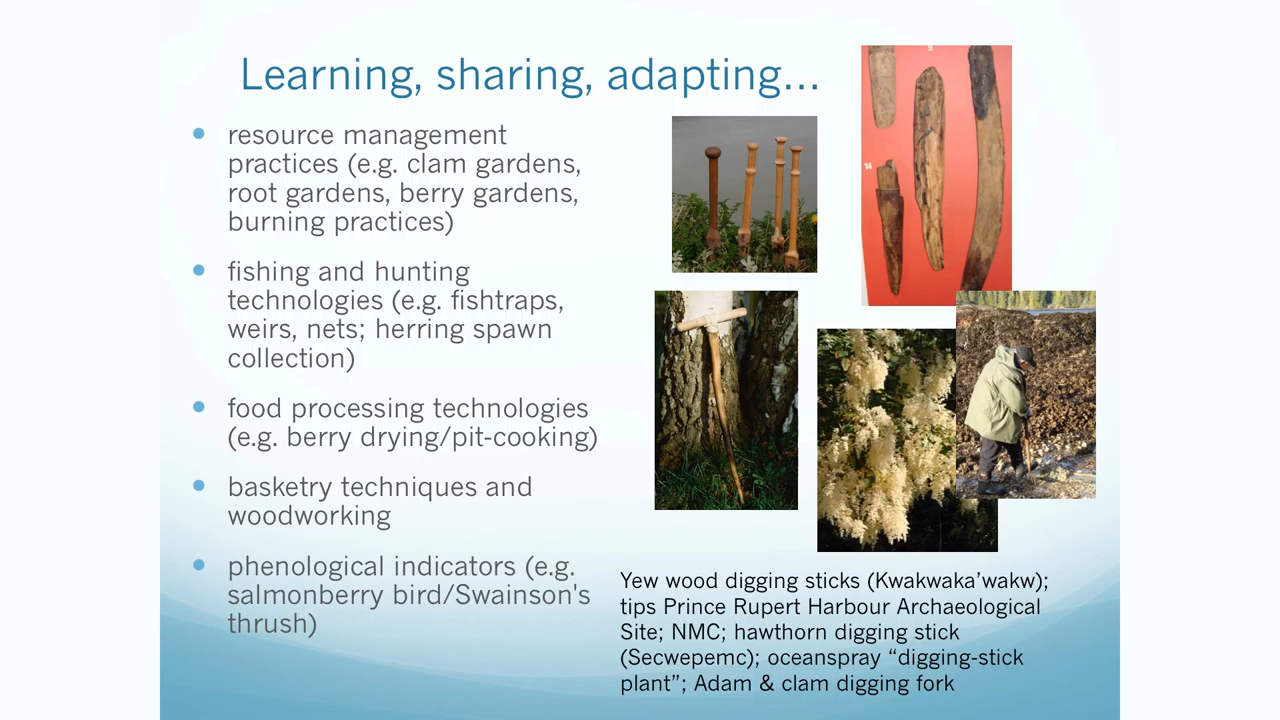 Learning, sharing, adapting...
resource management
practices (e.g. clam gardens,
root gardens, berry gardens,
burning practices)
fishing and hunting
technologies (e.g. fishtraps,
weirs, nets; herring spawn
collection)
food processing technologies
(e.g. berry drying/pit-cooking)
basketry techniques and
woodworking
phenological indicators (e.g.
salmonberry bird/Swainson's
thrush)
14
Yew wood digging sticks (Kwakwaka’wakw);
tips Prince Rupert Harbour Archaeological
Site; NMC; hawthorn digging stick
(Secwepemc); oceanspray “digging-stick
plant”; Adam & clam digging fork